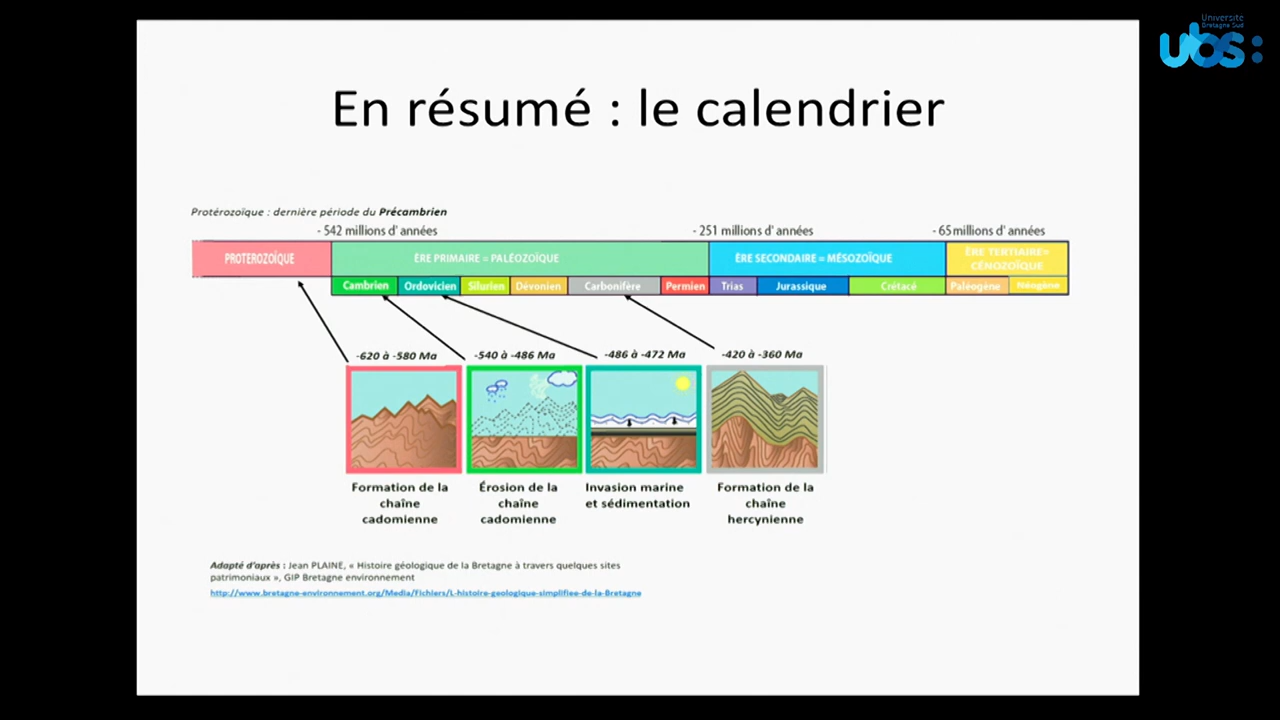 Université
Bretagne Sud
ubs:
En résumé : le calendrier
Protérozoïque : dernière période du Précambrien
- 542 millions d' années
- 251 millions d' années
- 65 millions d' années
PROTEROZOÏQUE
ÈRE PRIMAIRE = PALÉOZOÏQUE
ÈRE SECONDAIRE = MÉSOZOÏQUE
ÈRE TERTIAIRE=
CÉNOZOÏQUE
Cambrien
Ordovicien
Silurien
Dévonien
Carbonifère
Permien
Trias
Jurassique
Crétacé
Paléogène
Néogène
-620 à -580 Ma
-540 à -486 Ma
-486 à -472 Ma
-420 à -360 Ma
Formation de la
chaîne
cadomienne
Érosion de la
chaîne
cadomienne
Invasion marine
et sédimentation
Formation de la
chaîne
hercynienne
Adapté d'après : Jean PLAINE, « Histoire géologique de la Bretagne à travers quelques sites
patrimoniaux », GIP Bretagne environnement
http://www.bretagne-environnement.org/Media/Fichiers/L-histoire-geologique-simplifiee-de-la-Bretagne